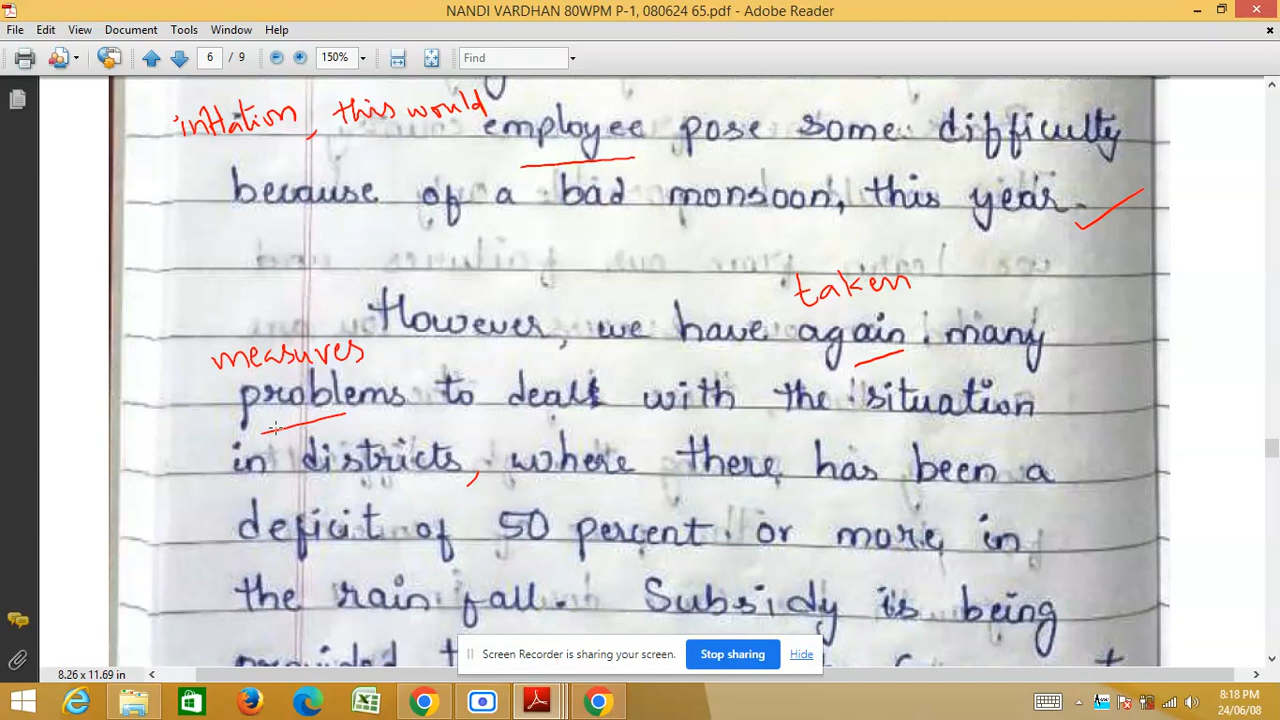 NANDI VARDHAN 80WPM P-1, 080624 65.pdf - Adobe Reader
File Edit View Document Tools Window Help
6 / 9 150% Find
inflation, this would
employee pose some difficulty
because of a bad monsoon, this year.
taken
However, we have again many
measures
problems to deal with the situation
in districts, where there has been a
deficit of 50 percent or more in
the rain fall. Subsidy is being
provided
Screen Recorder is sharing your screen. Stop sharing Hide
8.26 x 11.69 in
8:18 PM
24/06/08